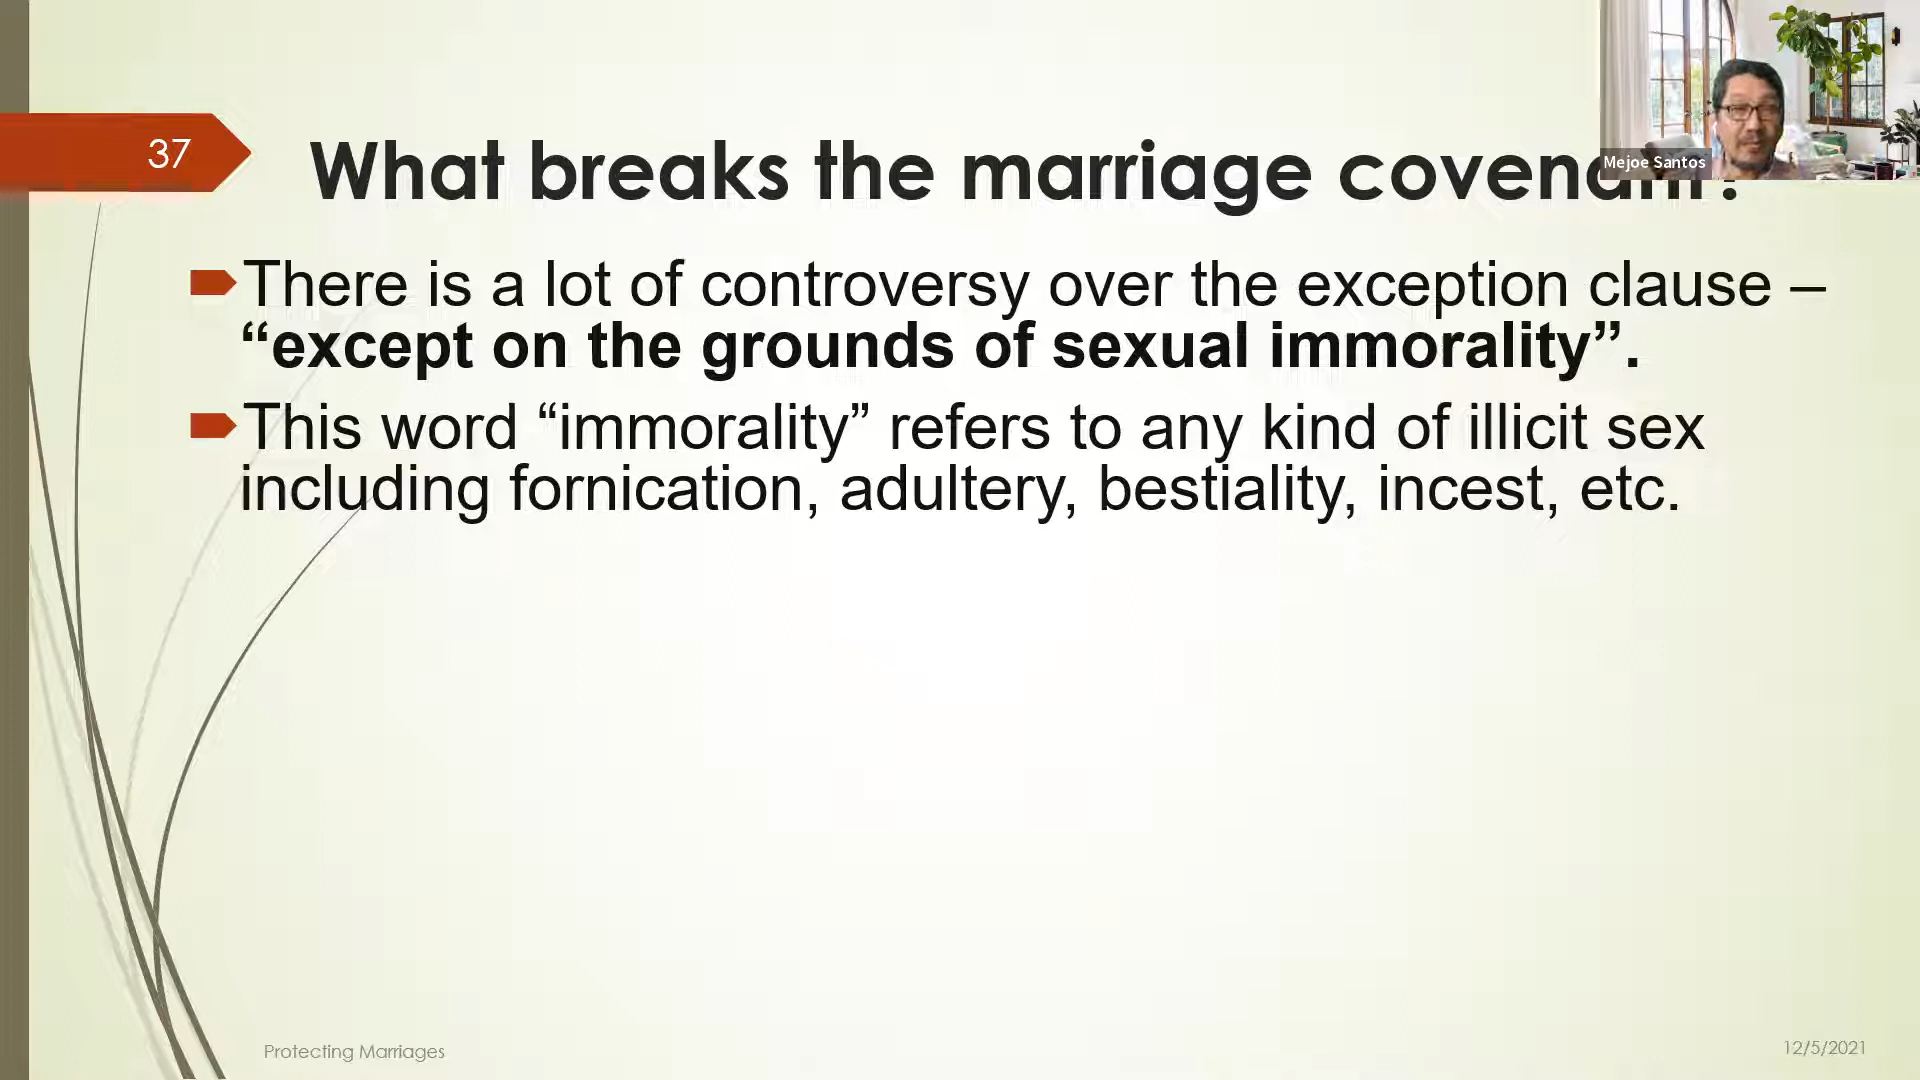 37
What breaks the marriage covenant?
Mejoe Santos
There is a lot of controversy over the exception clause –
“except on the grounds of sexual immorality”.
This word “immorality” refers to any kind of illicit sex
including fornication, adultery, bestiality, incest, etc.
Protecting Marriages
12/5/2021